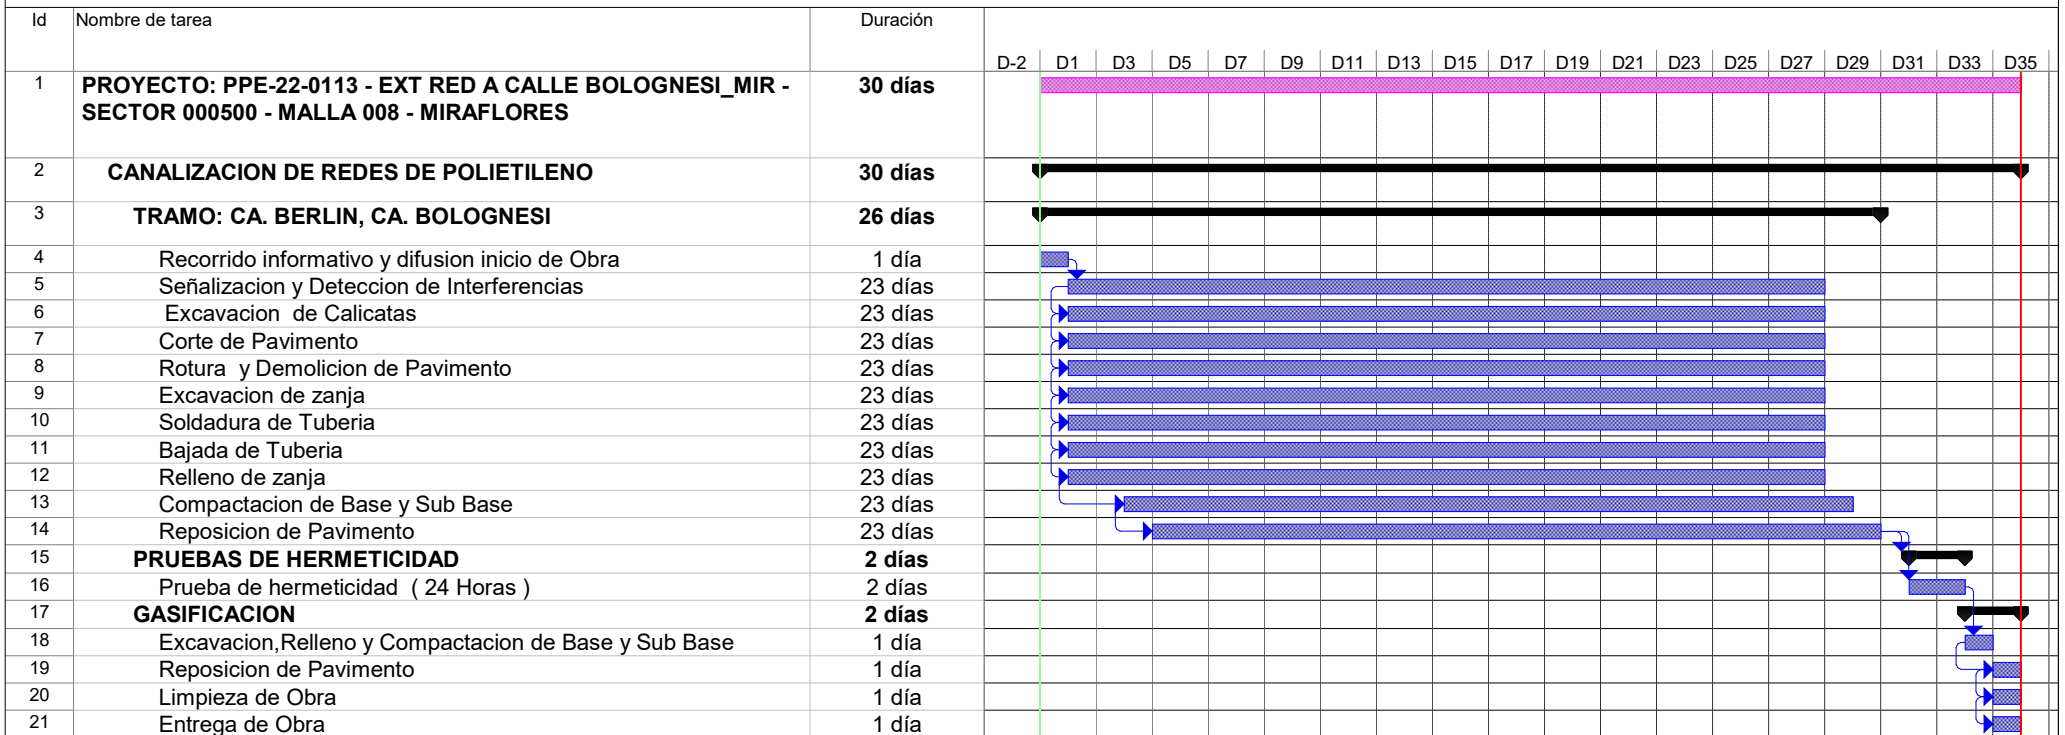 Id Nombre de tarea Duración
D-2 D1 D3 D5 D7 D9 D11 D13 D15 D17 D19 D21 D23 D25 D27 D29 D31 D33 D35
1 PROYECTO: PPE-22-0113 - EXT RED A CALLE BOLOGNESI_MIR - 30 días
SECTOR 000500 - MALLA 008 - MIRAFLORES
2 CANALIZACION DE REDES DE POLIETILENO 30 días
3 TRAMO: CA. BERLIN, CA. BOLOGNESI 26 días
4 Recorrido informativo y difusion inicio de Obra 1 día
5 Señalizacion y Deteccion de Interferencias 23 días
6 Excavacion de Calicatas 23 días
7 Corte de Pavimento 23 días
8 Rotura y Demolicion de Pavimento 23 días
9 Excavacion de zanja 23 días
10 Soldadura de Tuberia 23 días
11 Bajada de Tuberia 23 días
12 Relleno de zanja 23 días
13 Compactacion de Base y Sub Base 23 días
14 Reposicion de Pavimento 23 días
15 PRUEBAS DE HERMETICIDAD 2 días
16 Prueba de hermeticidad ( 24 Horas ) 2 días
17 GASIFICACION 2 días
18 Excavacion,Relleno y Compactacion de Base y Sub Base 1 día
19 Reposicion de Pavimento 1 día
20 Limpieza de Obra 1 día
21 Entrega de Obra 1 día